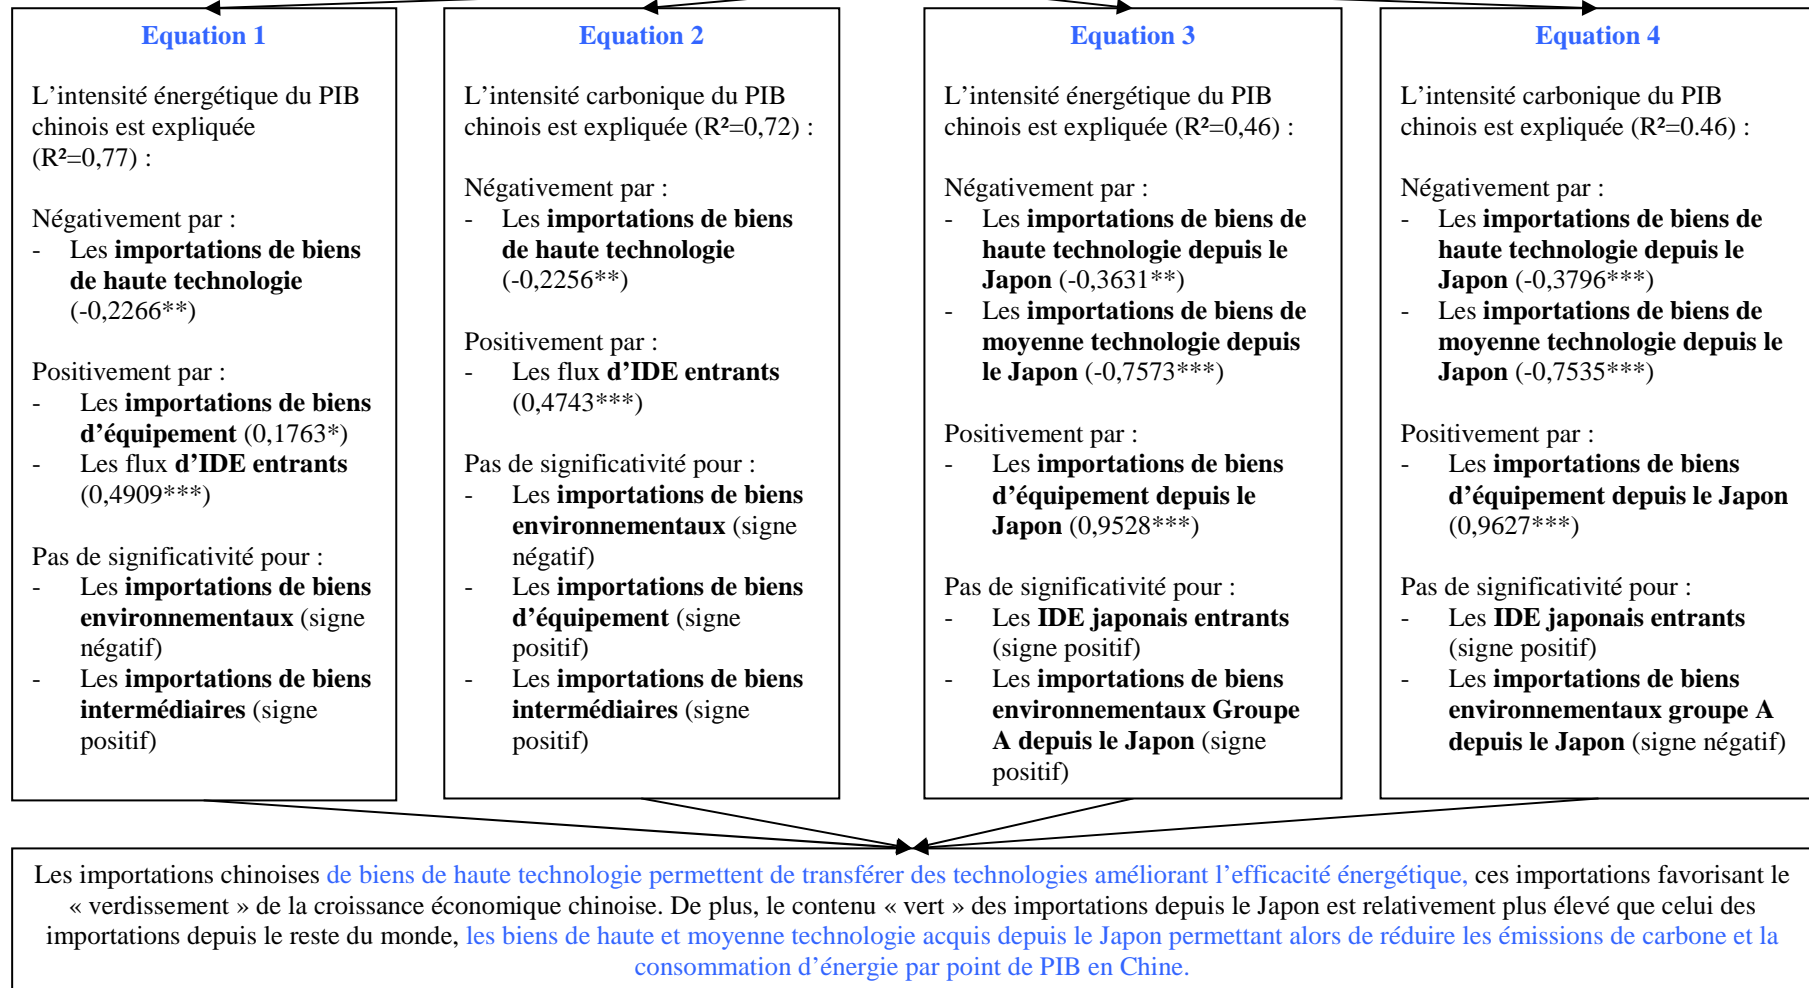 Equation 1
L’intensité énergétique du PIB
chinois est expliquée
(R²=0,77) :
Négativement par :
- Les importations de biens
de haute technologie
(-0,2266**)
Positivement par :
- Les importations de biens
d’équipement (0,1763*)
- Les flux d’IDE entrants
(0,4909***)
Pas de significativité pour :
- Les importations de biens
environnementaux (signe
négatif)
- Les importations de biens
intermédiaires (signe
positif)
Equation 2
L’intensité carbonique du PIB
chinois est expliquée (R²=0,72) :
Négativement par :
- Les importations de biens
de haute technologie
(-0,2256**)
Positivement par :
- Les flux d’IDE entrants
(0,4743***)
Pas de significativité pour :
- Les importations de biens
environnementaux (signe
négatif)
- Les importations de biens
d’équipement (signe
positif)
- Les importations de biens
intermédiaires (signe
positif)
Equation 3
L’intensité énergétique du PIB
chinois est expliquée (R²=0,46) :
Négativement par :
- Les importations de biens de
haute technologie depuis le
Japon (-0,3631**)
- Les importations de biens de
moyenne technologie depuis
le Japon (-0,7573***)
Positivement par :
- Les importations de biens
d’équipement depuis le
Japon (0,9528***)
Pas de significativité pour :
- Les IDE japonais entrants
(signe positif)
- Les importations de biens
environnementaux Groupe
A depuis le Japon (signe
positif)
Equation 4
L’intensité carbonique du PIB
chinois est expliquée (R²=0.46) :
Négativement par :
- Les importations de biens de
haute technologie depuis le
Japon (-0,3796***)
- Les importations de biens de
moyenne technologie depuis le
Japon (-0,7535***)
Positivement par :
- Les importations de biens
d’équipement depuis le Japon
(0,9627***)
Pas de significativité pour :
- Les IDE japonais entrants
(signe positif)
- Les importations de biens
environnementaux groupe A
depuis le Japon (signe négatif)
Les importations chinoises de biens de haute technologie permettent de transférer des technologies améliorant l’efficacité énergétique, ces importations favorisant le
« verdissement » de la croissance économique chinoise. De plus, le contenu « vert » des importations depuis le Japon est relativement plus élevé que celui des
importations depuis le reste du monde, les biens de haute et moyenne technologie acquis depuis le Japon permettant alors de réduire les émissions de carbone et la
consommation d’énergie par point de PIB en Chine.